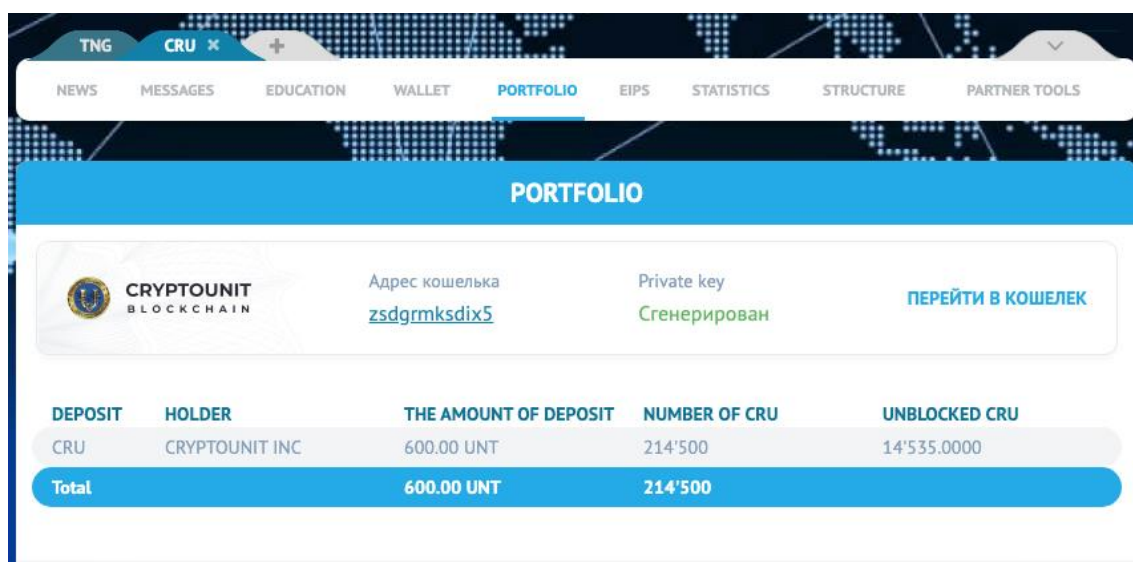 TNG CRU × +
NEWS MESSAGES EDUCATION WALLET PORTFOLIO EIPS STATISTICS STRUCTURE PARTNER TOOLS
PORTFOLIO
CRYPTOUNIT
BLOCKCHAIN
Адрес кошелька
zsdgrmksdix5
Private key
Сгенерирован
ПЕРЕЙТИ В КОШЕЛЕК
DEPOSIT HOLDER THE AMOUNT OF DEPOSIT NUMBER OF CRU UNBLOCKED CRU
CRU CRYPTOUNIT INC 600.00 UNT 214'500 14'535.0000
Total 600.00 UNT 214'500